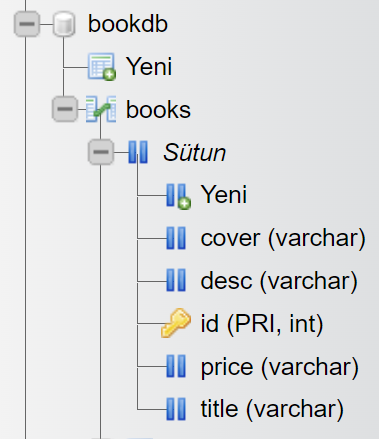 bookdb
Yeni
books
Sütun
Yeni
cover (varchar)
desc (varchar)
id (PRI, int)
price (varchar)
title (varchar)